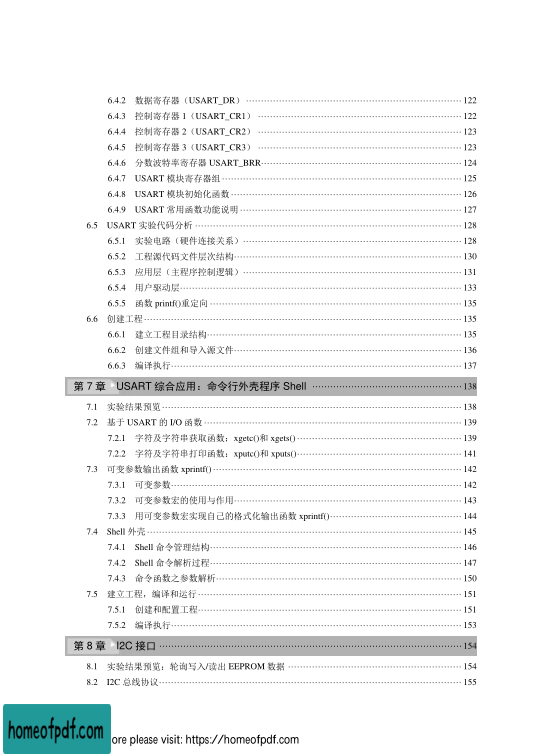 6.4.2 数据寄存器（USART_DR） 122
6.4.3 控制寄存器 1（USART_CR1） 122
6.4.4 控制寄存器 2（USART_CR2） 123
6.4.5 控制寄存器 3（USART_CR3） 123
6.4.6 分数波特率寄存器 USART_BRR 124
6.4.7 USART 模块寄存器组 125
6.4.8 USART 模块初始化函数 126
6.4.9 USART 常用函数功能说明 127
6.5 USART 实验代码分析 128
6.5.1 实验电路（硬件连接关系） 128
6.5.2 工程源代码文件层次结构 130
6.5.3 应用层（主程序控制逻辑） 131
6.5.4 用户驱动层 133
6.5.5 函数 printf()重定向 135
6.6 创建工程 135
6.6.1 建立工程目录结构 135
6.6.2 创建文件组和导入源文件 136
6.6.3 编译执行 137
第 7 章 USART 综合应用：命令行外壳程序 Shell 138
7.1 实验结果预览 138
7.2 基于 USART 的 I/O 函数 139
7.2.1 字符及字符串获取函数：xgetc()和 xgets() 139
7.2.2 字符及字符串打印函数：xputc()和 xputs() 141
7.3 可变参数输出函数 xprintf() 142
7.3.1 可变参数 142
7.3.2 可变参数宏的使用与作用 143
7.3.3 用可变参数宏实现自己的格式化输出函数 xprintf() 144
7.4 Shell 外壳 145
7.4.1 Shell 命令管理结构 146
7.4.2 Shell 命令解析过程 147
7.4.3 命令函数之参数解析 150
7.5 建立工程，编译和运行 151
7.5.1 创建和配置工程 151
7.5.2 编译执行 153
第 8 章 I2C 接口 154
8.1 实验结果预览：轮询写入/读出 EEPROM 数据 154
8.2 I2C 总线协议 155
homeofpdf.com
ore please visit: https://homeofpdf.com